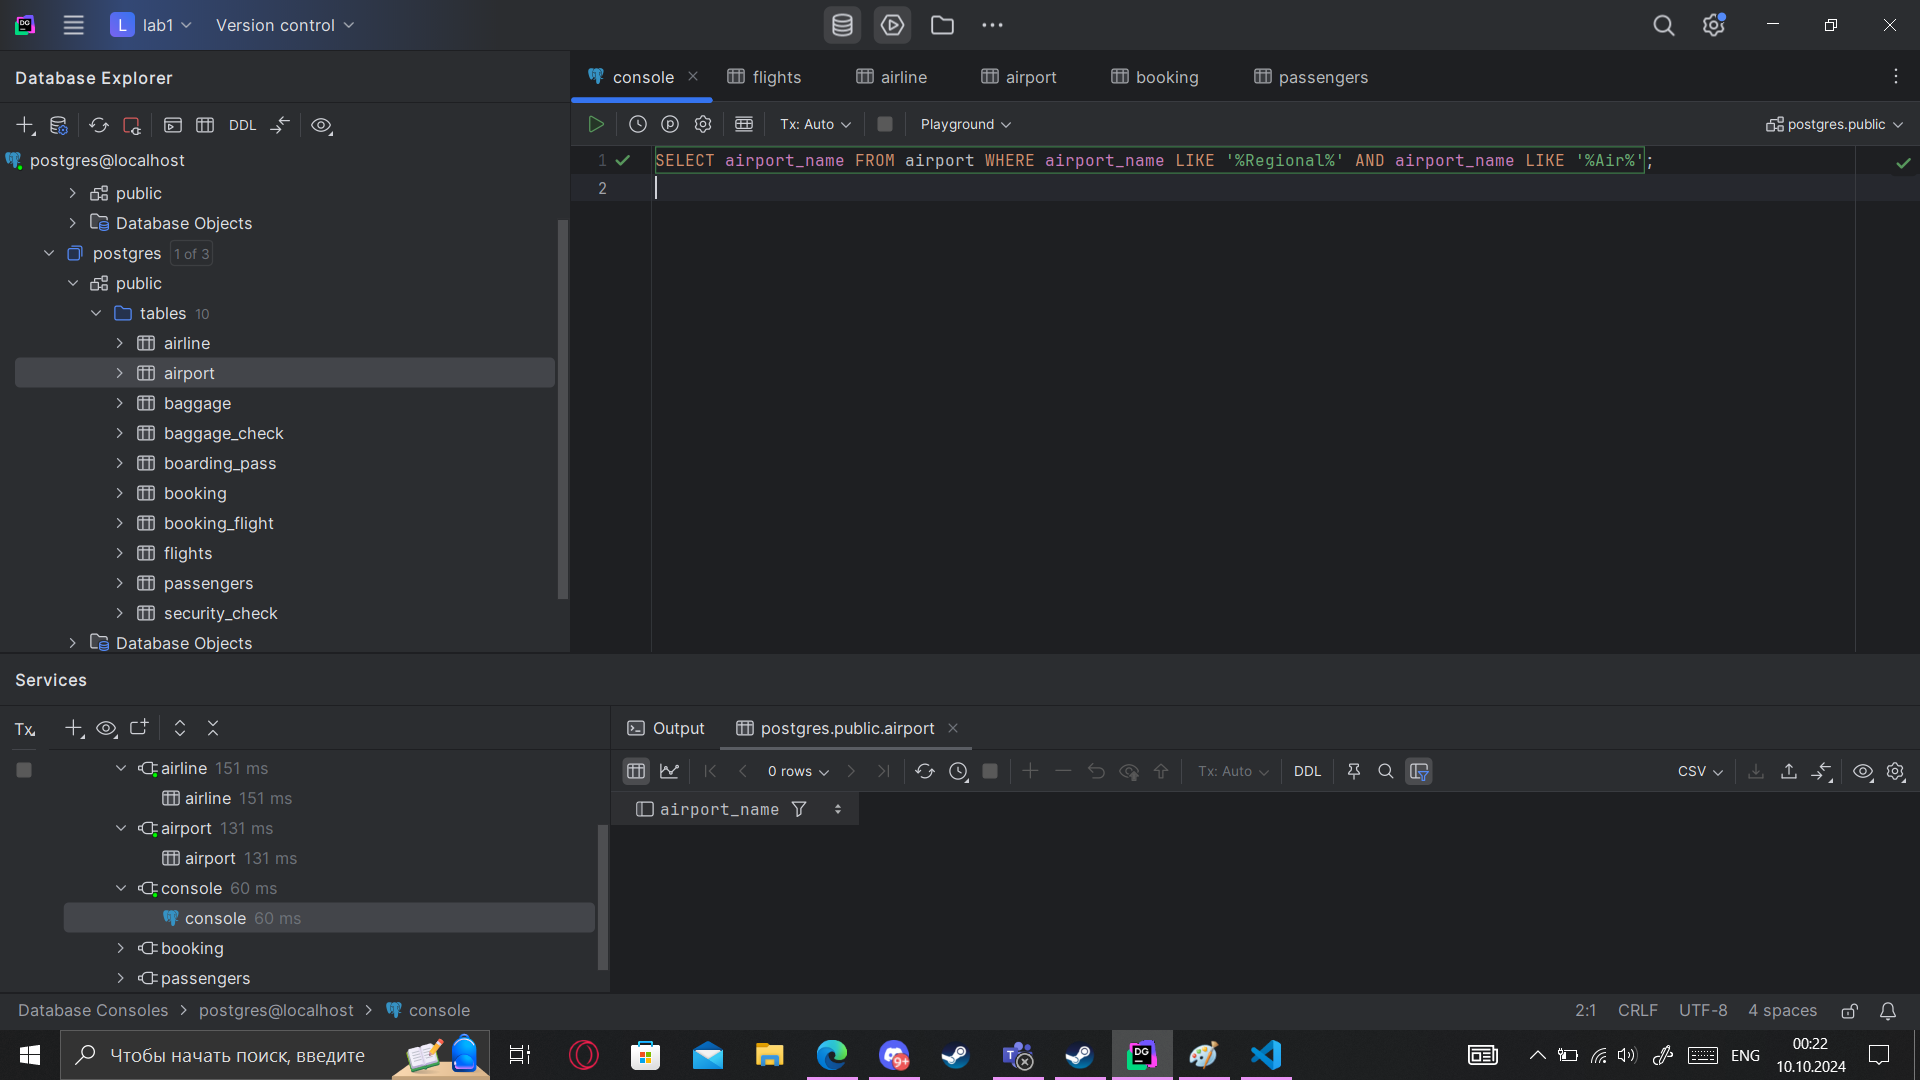 L lab1 Version control
Database Explorer
console flights airline airport booking passengers
DDL
Tx: Auto Playground postgres.public
postgres@localhost
public
Database Objects
postgres 1 of 3
public
tables 10
airline
airport
baggage
baggage_check
boarding_pass
booking
booking_flight
flights
passengers
security_check
Database Objects
1 SELECT airport_name FROM airport WHERE airport_name LIKE '%Regional%' AND airport_name LIKE '%Air%';
2
Services
Tx
airline 151 ms
airline 151 ms
airport 131 ms
airport 131 ms
console 60 ms
console 60 ms
booking
passengers
Output postgres.public.airport
0 rows Tx: Auto DDL CSV
airport_name
Database Consoles > postgres@localhost > console
2:1 CRLF UTF-8 4 spaces
Чтобы начать поиск, введите
9+
DG
ENG
00:22
10.10.2024